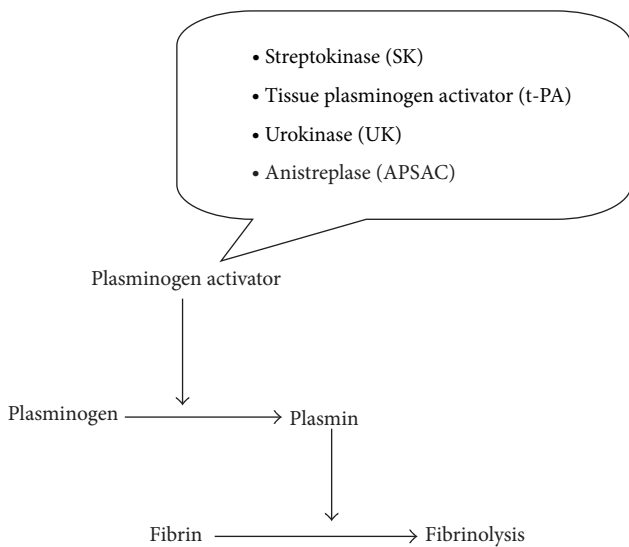 • Streptokinase (SK)
• Tissue plasminogen activator (t-PA)
• Urokinase (UK)
• Anistreplase (APSAC)
Plasminogen activator
Plasminogen
Plasmin
Fibrin
Fibrinolysis